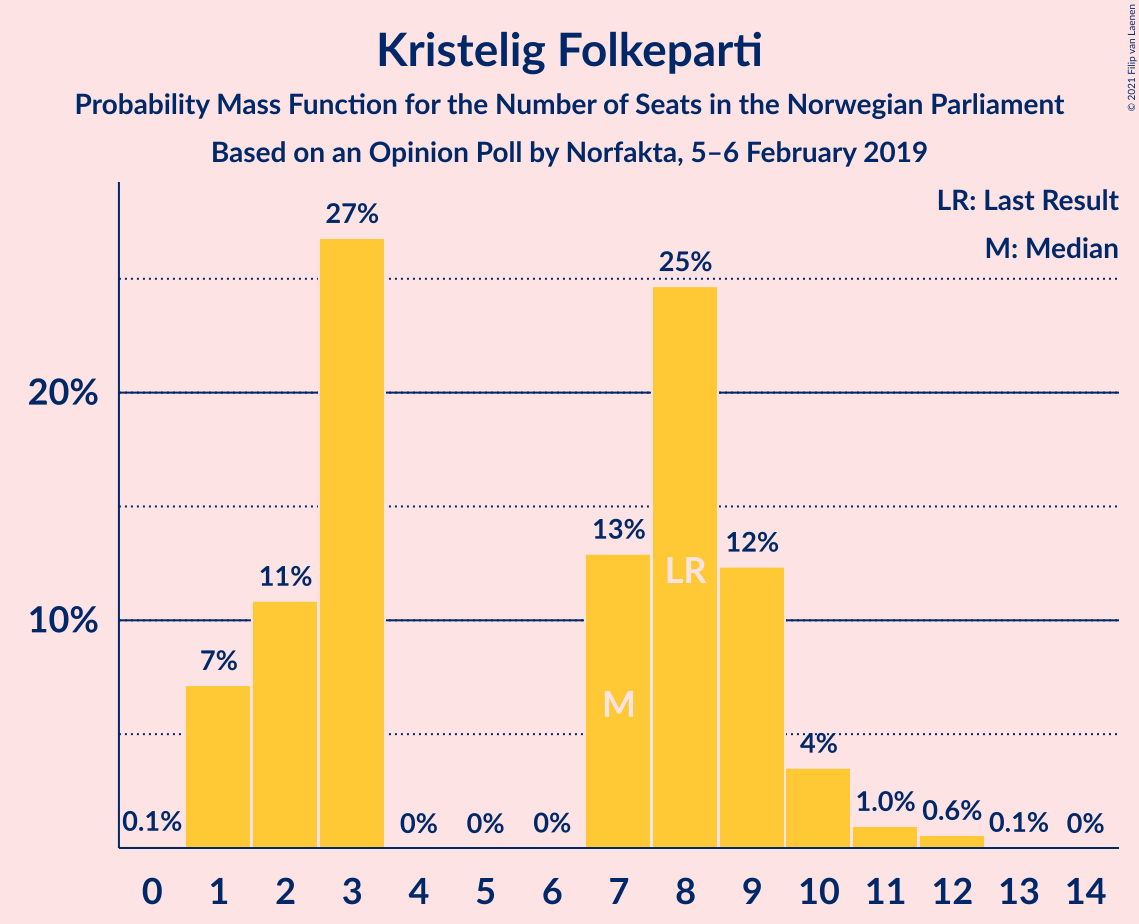 Kristelig Folkeparti
Probability Mass Function for the Number of Seats in the Norwegian Parliament
Based on an Opinion Poll by Norfakta, 5–6 February 2019
© 2021 Filip van Laenen
LR: Last Result
M: Median
27%
25%
20%
13%
12%
11%
LR
10%
7%
M
4%
0.1%
0%
0%
0%
1.0%
0.6%
0.1%
0%
0 1 2 3 4 5 6 7 8 9 10 11 12 13 14